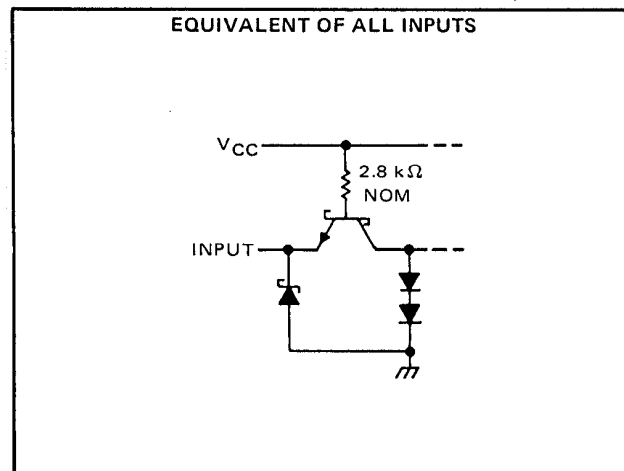 EQUIVALENT OF ALL INPUTS
VCC
2.8 kΩ
NOM
INPUT